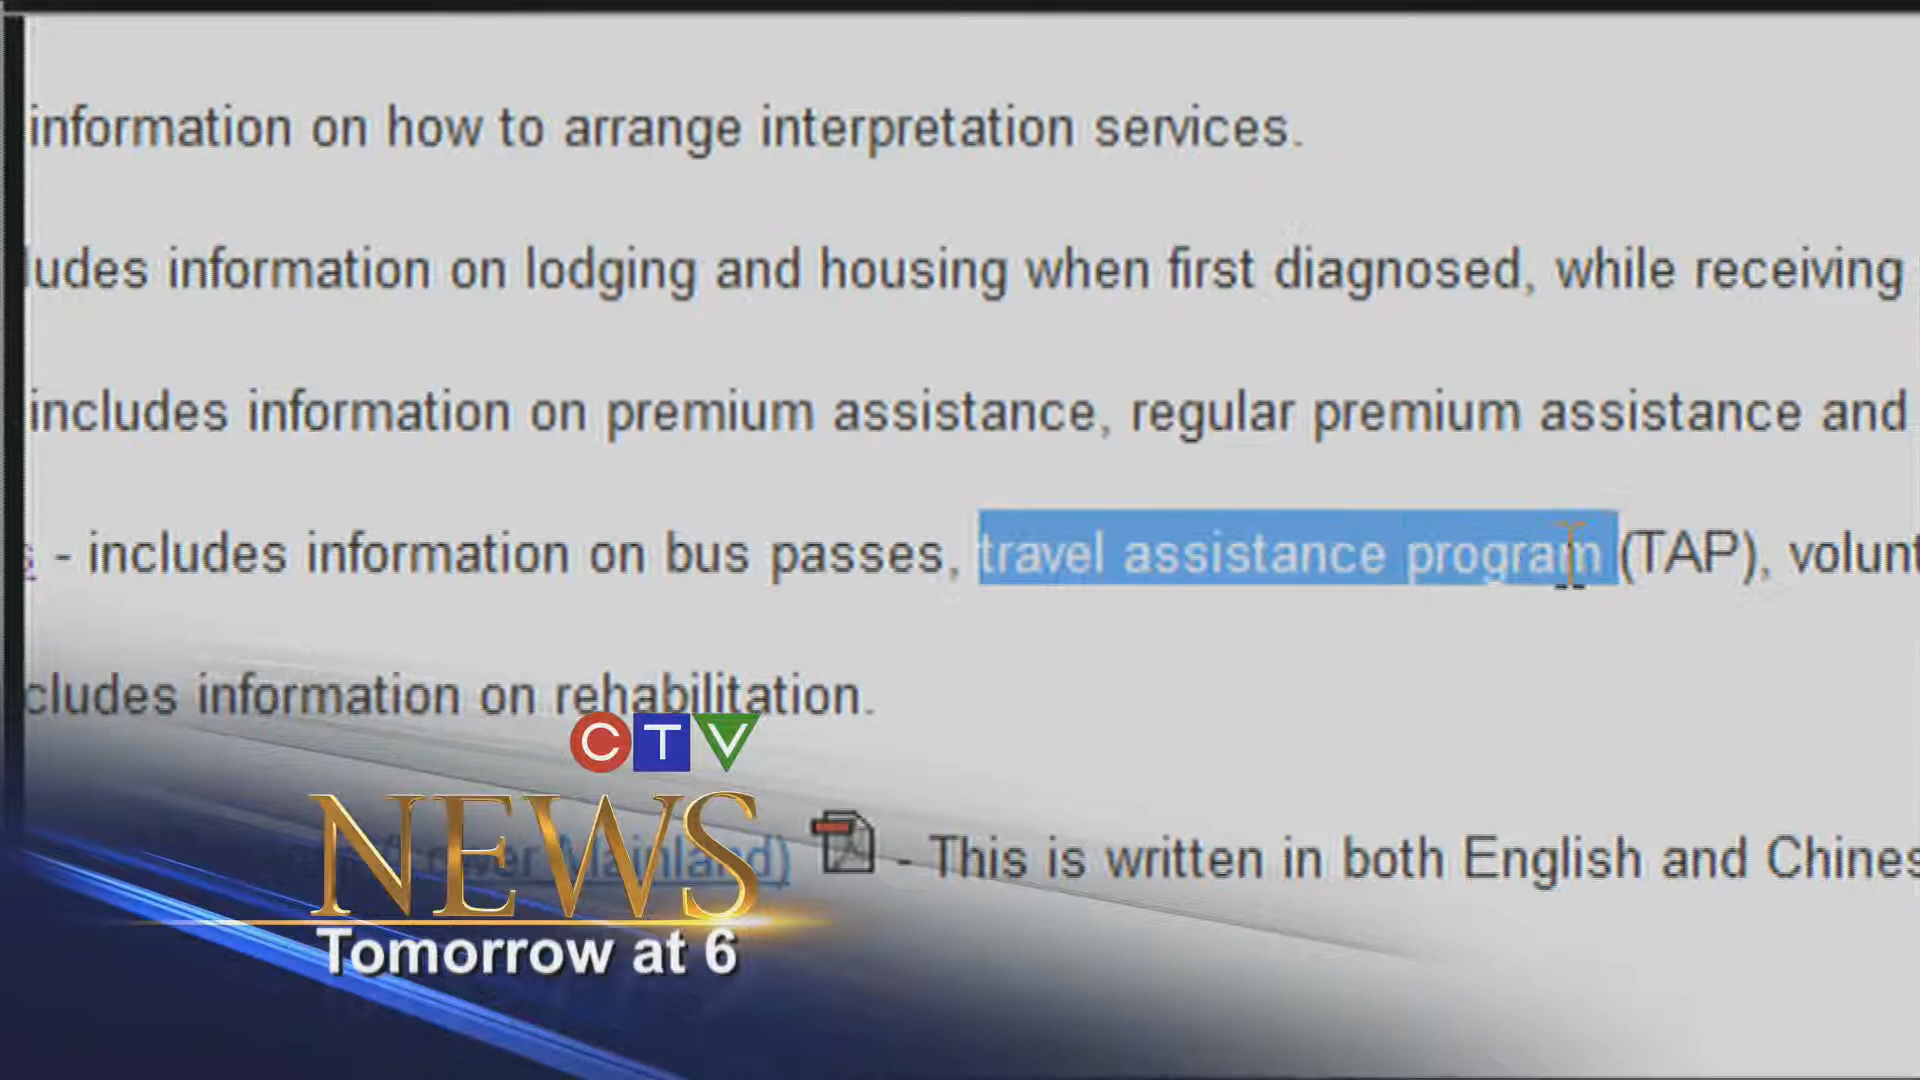 information on how to arrange interpretation services.
ludes information on lodging and housing when first diagnosed, while receiving
includes information on premium assistance, regular premium assistance and
s - includes information on bus passes, travel assistance program (TAP), volunt
cludes information on rehabilitation.
CTV
NEWS
Mainland) - This is written in both English and Chines
Tomorrow at 6